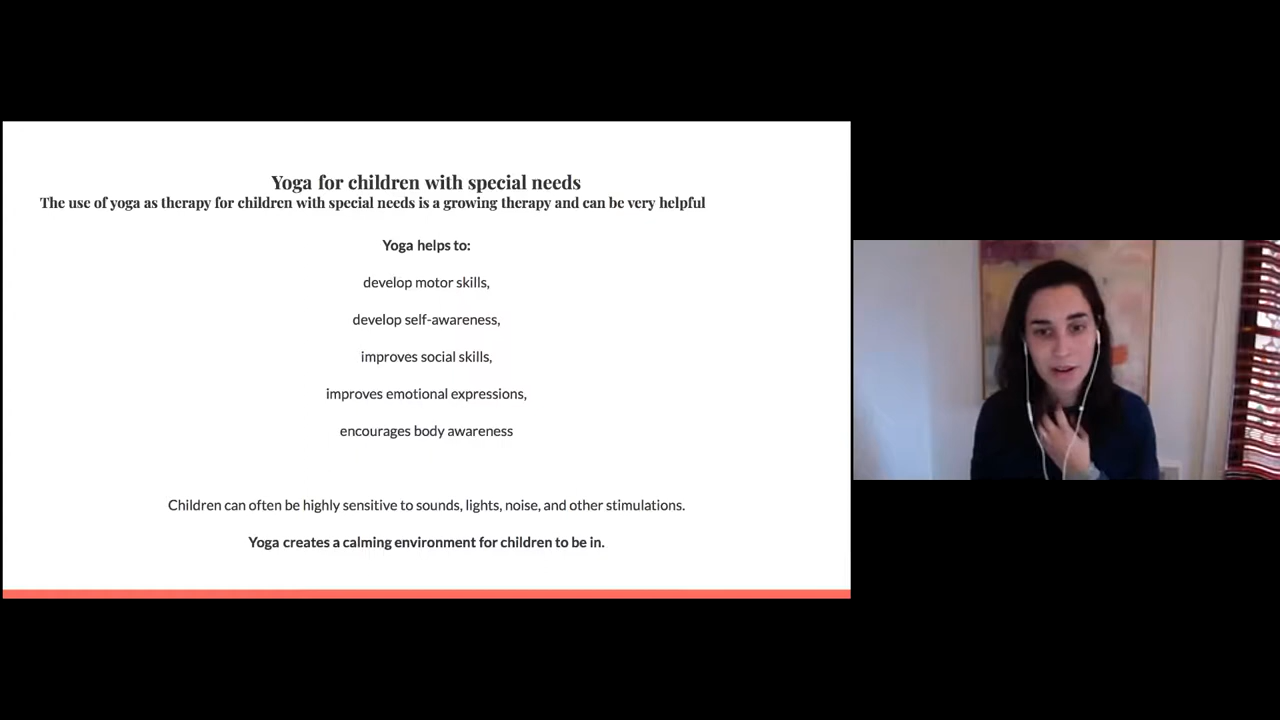 Yoga for children with special needs
The use of yoga as therapy for children with special needs is a growing therapy and can be very helpful
Yoga helps to:
develop motor skills,
develop self-awareness,
improves social skills,
improves emotional expressions,
encourages body awareness
Children can often be highly sensitive to sounds, lights, noise, and other stimulations.
Yoga creates a calming environment for children to be in.